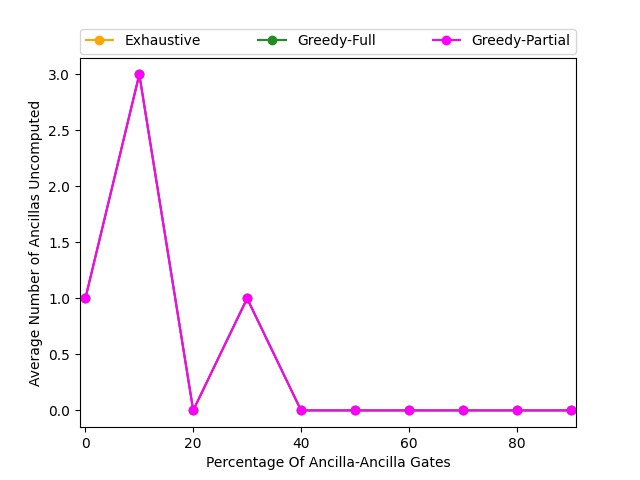 Exhaustive Greedy-Full Greedy-Partial
3.0
2.5
2.0
1.5
1.0
0.5
0.0
Average Number of Ancillas Uncomputed
0 20 40 60 80
Percentage Of Ancilla-Ancilla Gates